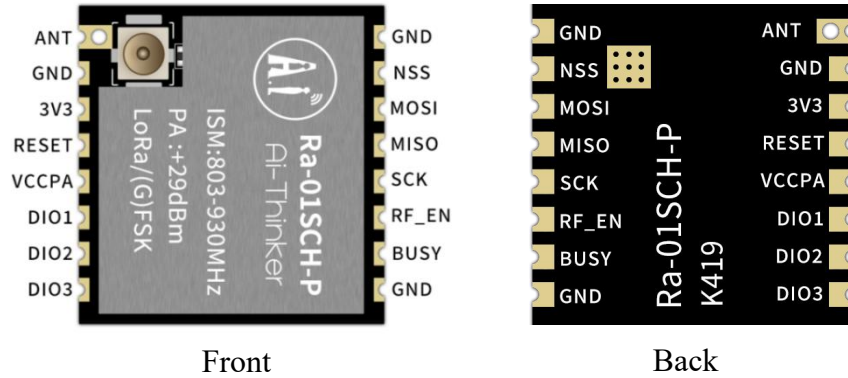 ANT
GND
3V3
RESET
VCCPA
DIO1
DIO2
DIO3
A.i
Ra-01SCH-P
Ai-Thinker
ISM:803-930MHz
PA:+29dBm
LoRa/(G)FSK
GND
NSS
MOSI
MISO
SCK
RF_EN
BUSY
GND
Front
GND
NSS
MOSI
MISO
SCK
RF_EN
BUSY
GND
Ra-01SCH-P
K419
ANT
GND
3V3
RESET
VCCPA
DIO1
DIO2
DIO3
Back